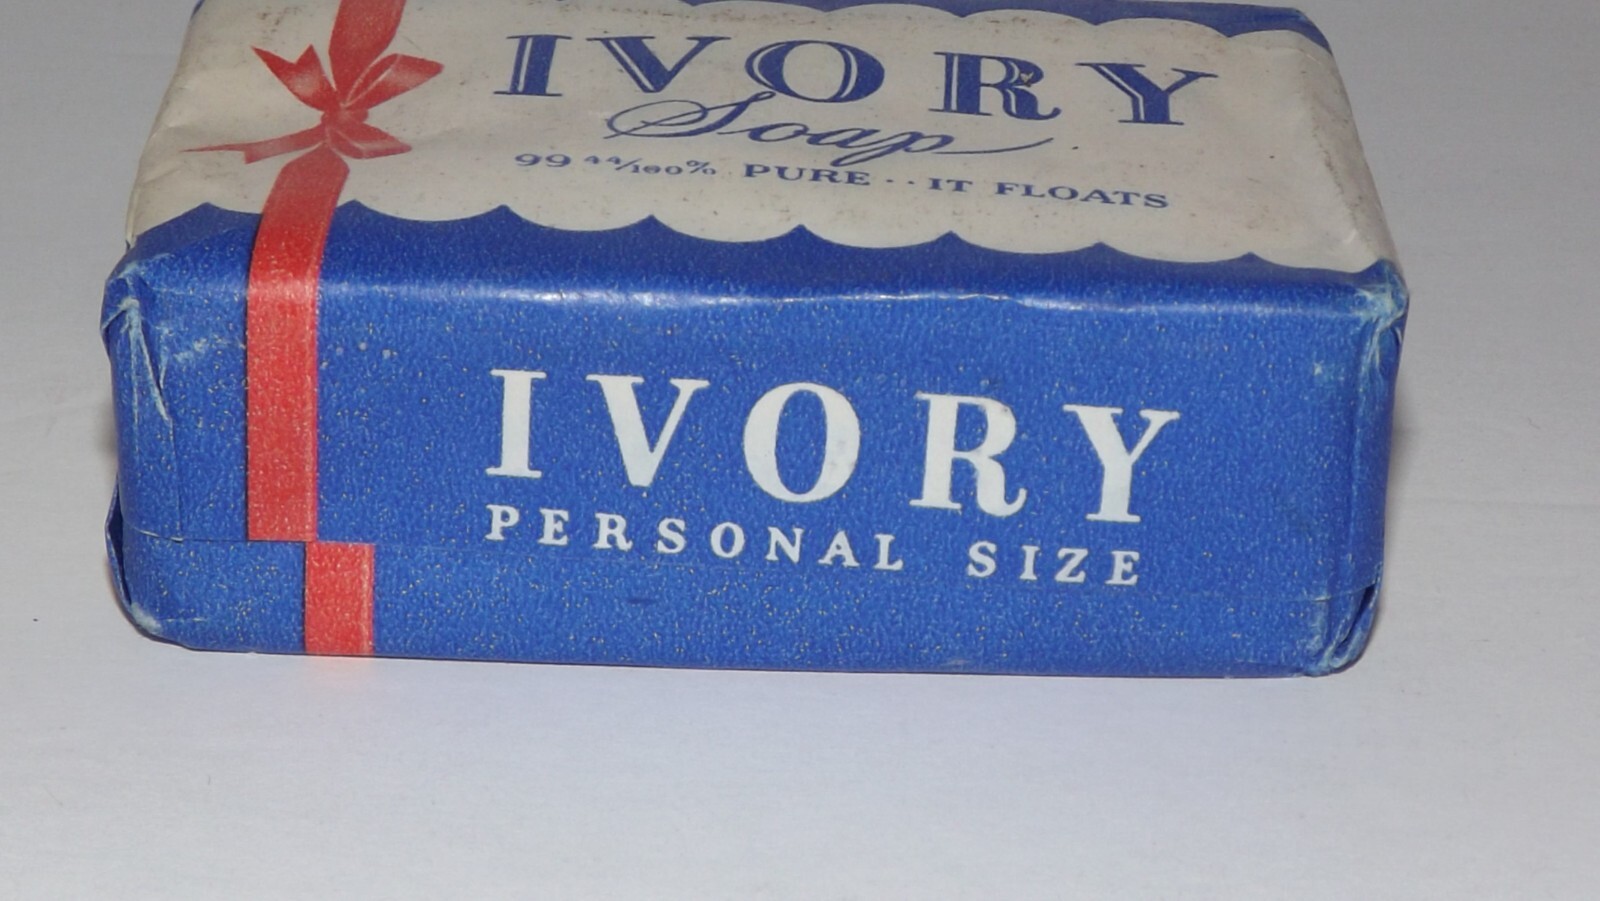 IVORY
Soap
99 44/100% PURE·· IT FLOATS
IVORY
PERSONAL SIZE